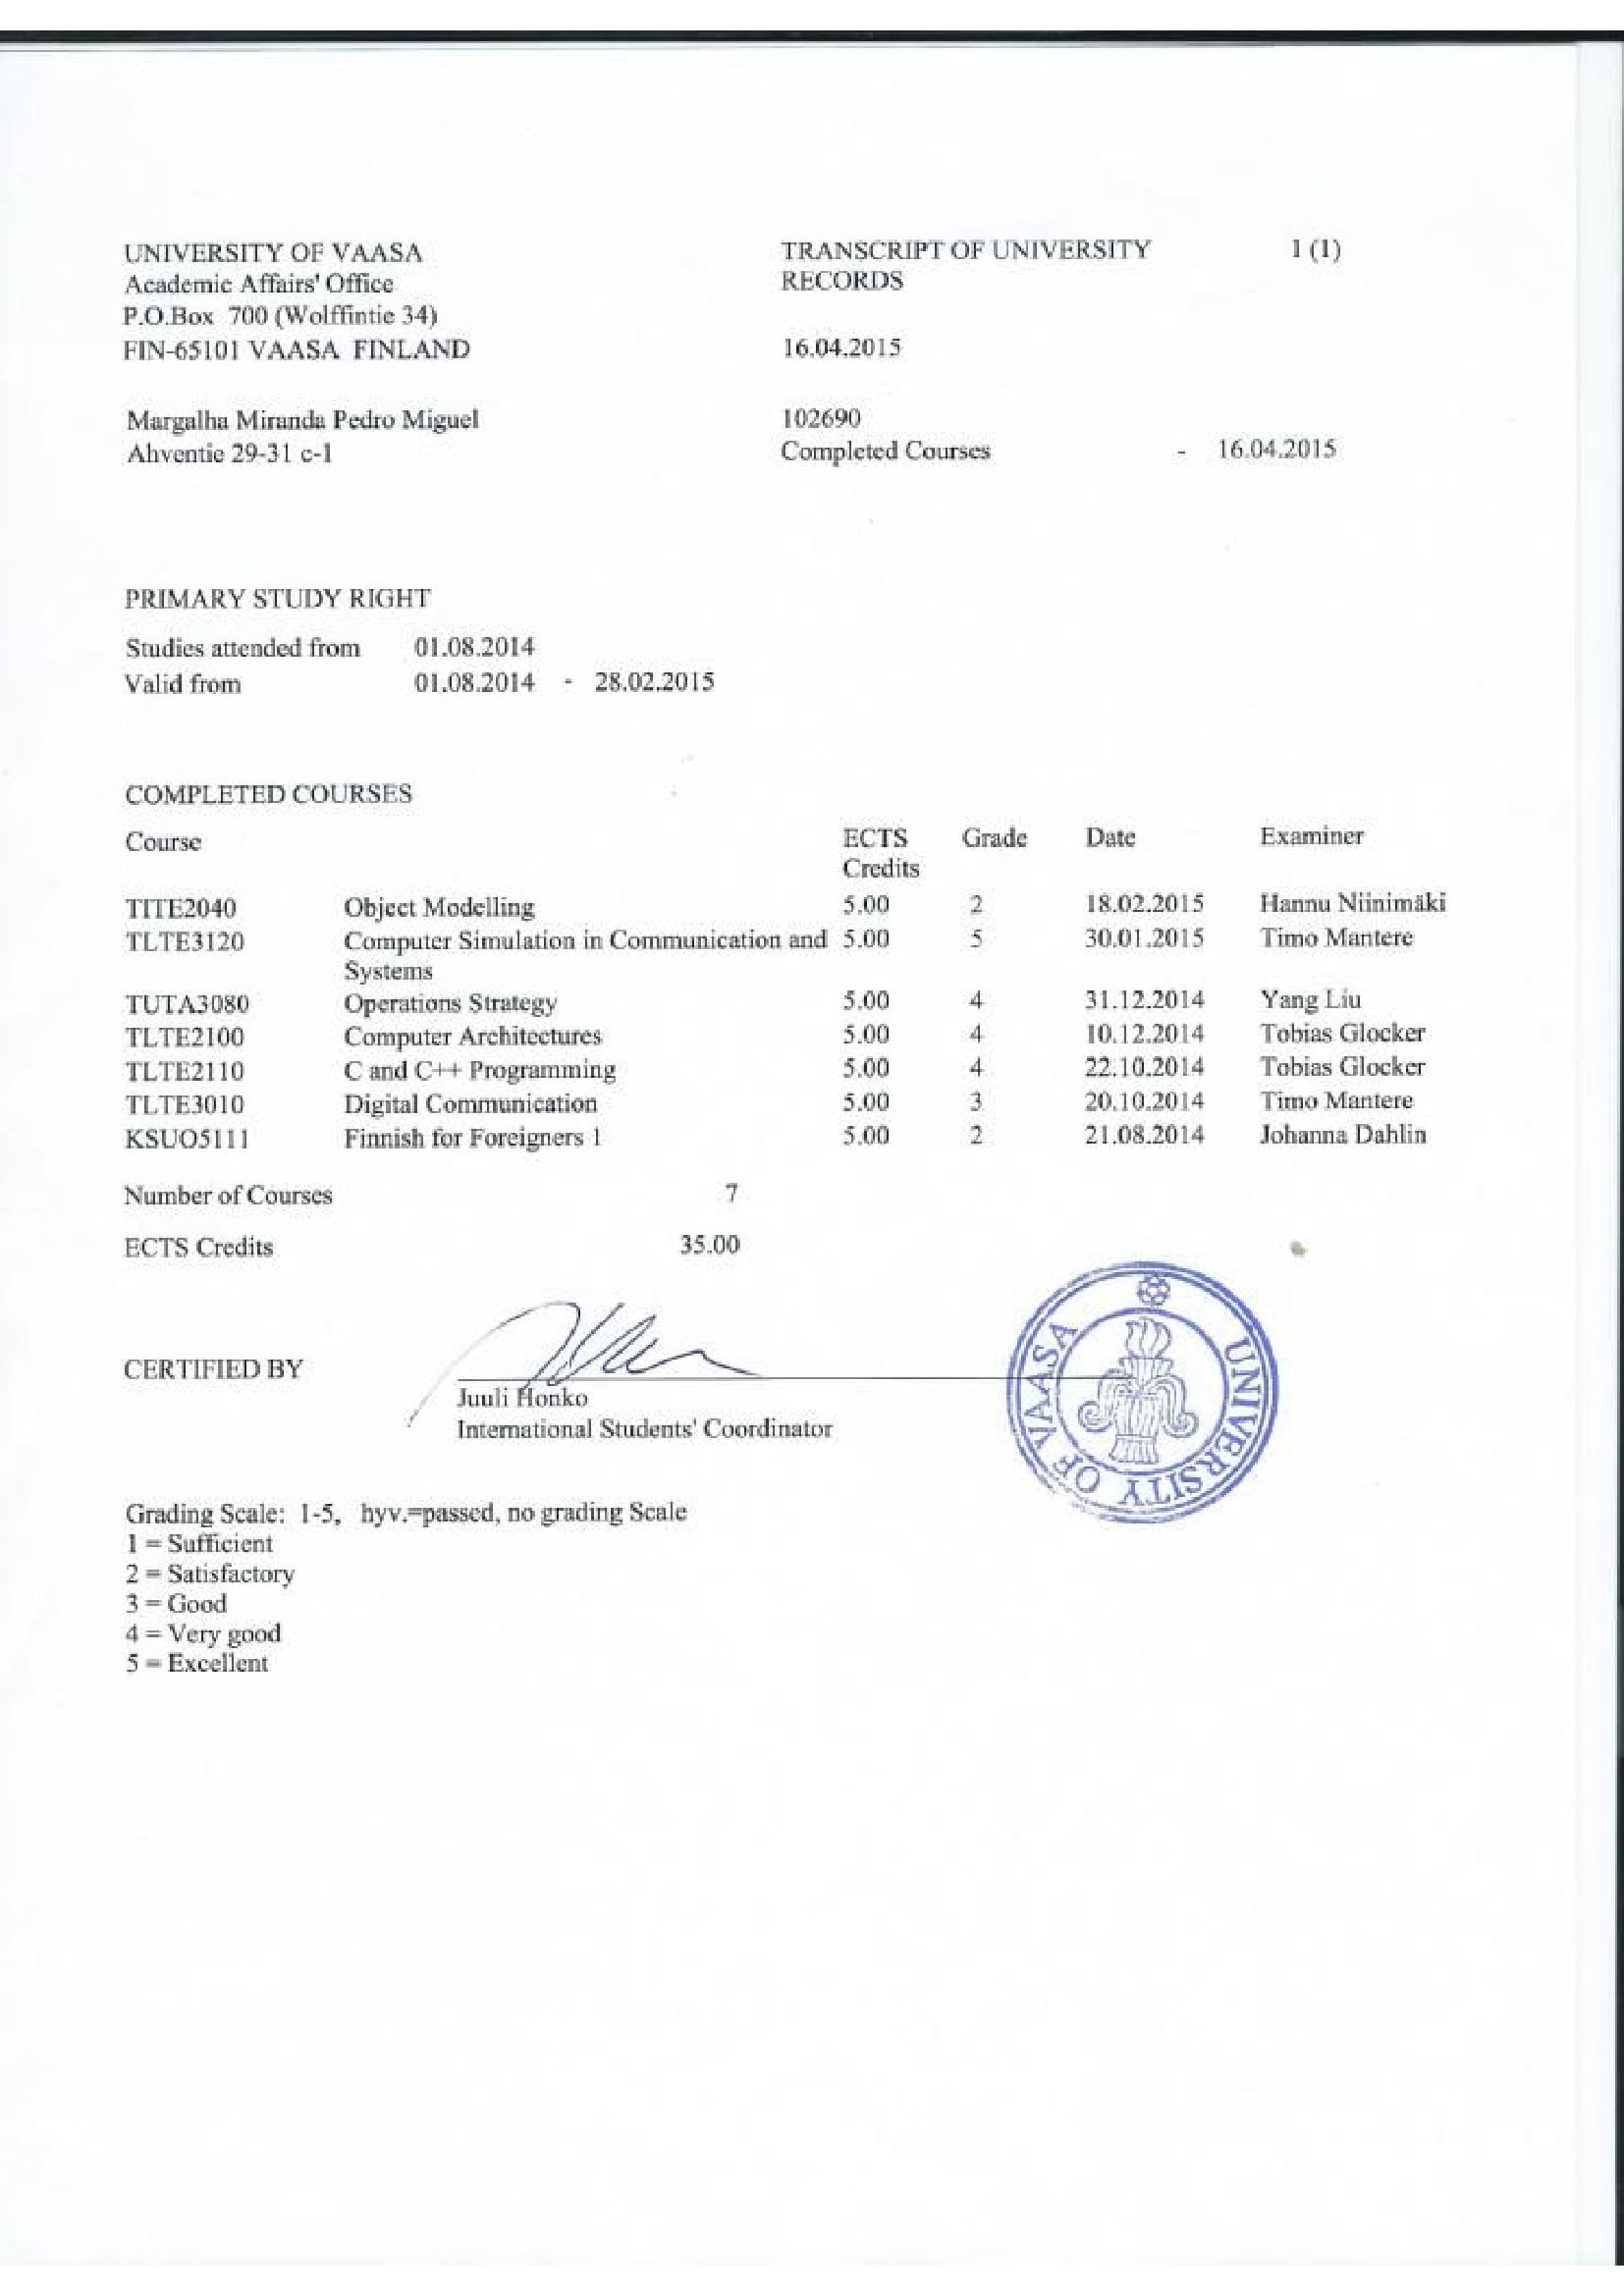 UNIVERSITY OF VAASA
Academic Affairs' Office
P.O.Box 700 (Wolffintie 34)
FIN-65101 VAASA FINLAND
TRANSCRIPT OF UNIVERSITY 1 (1)
RECORDS
16.04.2015
Margalha Miranda Pedro Miguel
Ahventie 29-31 c-1
102690
Completed Courses - 16.04.2015
PRIMARY STUDY RIGHT
Studies attended from 01.08.2014
Valid from 01.08.2014 - 28.02.2015
COMPLETED COURSES
Course ECTS Grade Date Examiner
Credits
TITE2040 Object Modelling 5.00 2 18.02.2015 Hannu Niinimäki
TLTE3120 Computer Simulation in Communication and 5.00 5 30.01.2015 Timo Mantere
Systems
TUTA3080 Operations Strategy 5.00 4 31.12.2014 Yang Liu
TLTE2100 Computer Architectures 5.00 4 10.12.2014 Tobias Glocker
TLTE2110 C and C++ Programming 5.00 4 22.10.2014 Tobias Glocker
TLTE3010 Digital Communication 5.00 3 20.10.2014 Timo Mantere
KSUO5111 Finnish for Foreigners 1 5.00 2 21.08.2014 Johanna Dahlin
Number of Courses 7
ECTS Credits 35.00
CERTIFIED BY
Juuli Honko
International Students' Coordinator
UNIVERSITY OF VAASA
Grading Scale: 1-5, hyv.=passed, no grading Scale
1 = Sufficient
2 = Satisfactory
3 = Good
4 = Very good
5 = Excellent